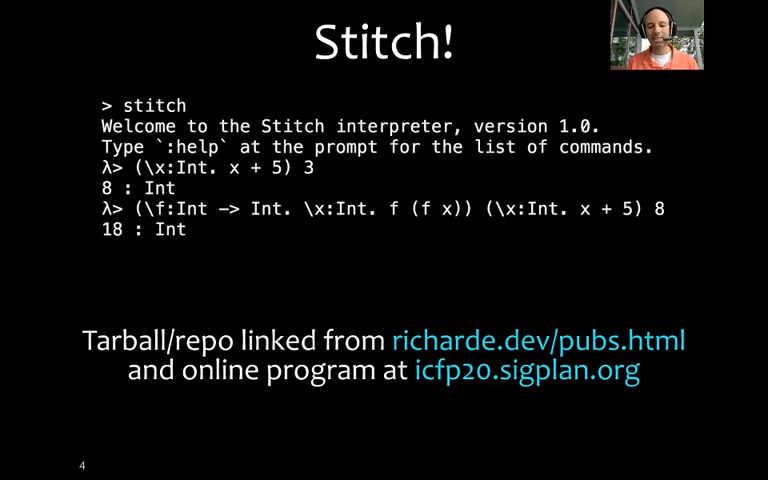 Stitch!
> stitch
Welcome to the Stitch interpreter, version 1.0.
Type `:help` at the prompt for the list of commands.
λ> (\x:Int. x + 5) 3
8 : Int
λ> (\f:Int -> Int. \x:Int. f (f x)) (\x:Int. x + 5) 8
18 : Int
Tarball/repo linked from richarde.dev/pubs.html
and online program at icfp20.sigplan.org
4